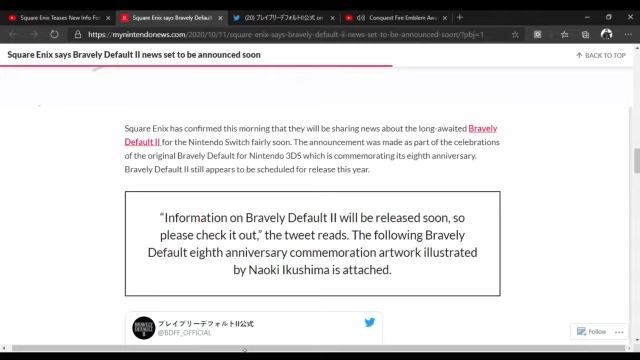 Square Enix Teases New Info For
Square Enix says Bravely Default
(20) ブレイブリーデフォルトII公式 on
Conquest Fire Emblem Awa
https://mynintendonews.com/2020/10/11/square-enix-says-bravely-default-ii-news-set-to-be-announced-soon/?pbj=1
Square Enix says Bravely Default II news set to be announced soon
BACK TO TOP
Square Enix has confirmed this morning that they will be sharing news about the long-awaited Bravely
Default II for the Nintendo Switch fairly soon. The announcement was made as part of the celebrations
of the original Bravely Default for Nintendo 3DS which is commemorating its eighth anniversary.
Bravely Default II still appears to be scheduled for release this year.
“Information on Bravely Default II will be released soon, so
please check it out,” the tweet reads. The following Bravely
Default eighth anniversary commemoration artwork illustrated
by Naoki Ikushima is attached.
BRAVELY
DEFAULT
II
ブレイブリーデフォルトII公式
@BDFF_OFFICIAL
Follow